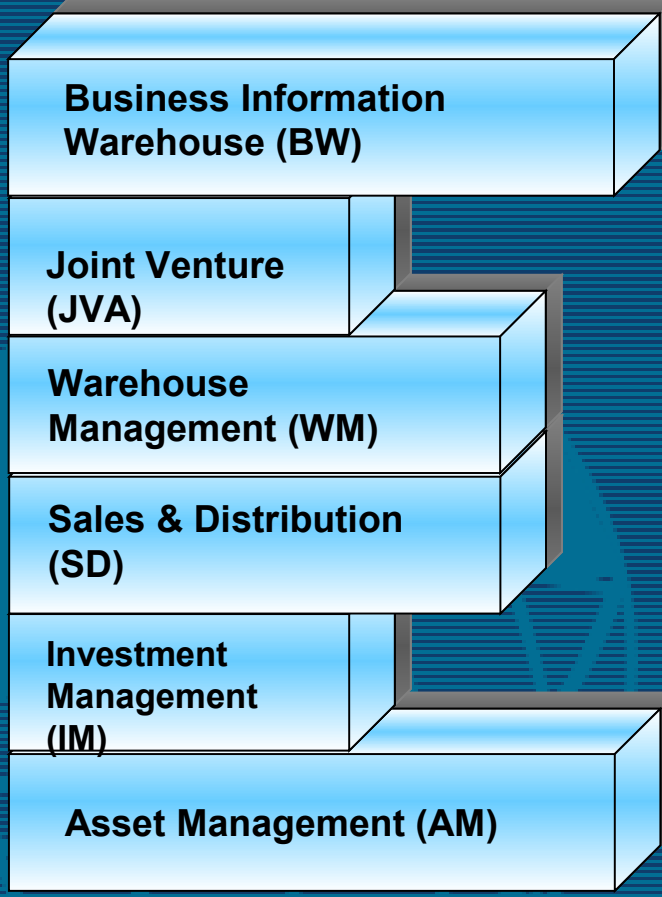 Business Information
Warehouse (BW)
Joint Venture
(JVA)
Warehouse
Management (WM)
Sales & Distribution
(SD)
Investment
Management
(IM)
Asset Management (AM)